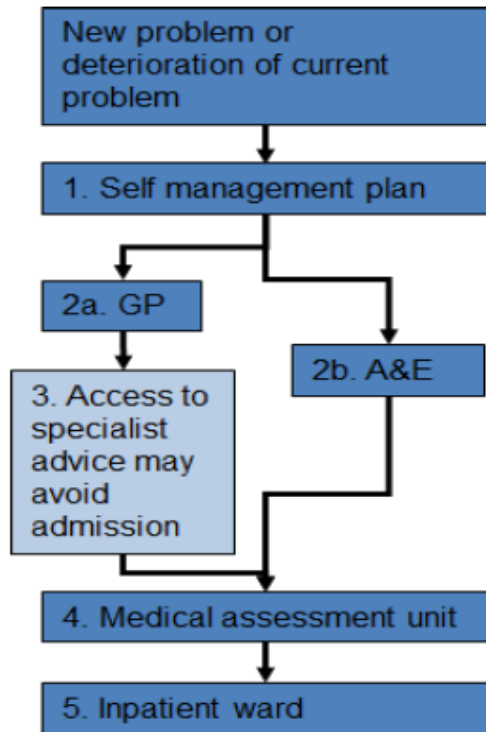 New problem or
deterioration of current
problem
1. Self management plan
2a. GP
2b. A&E
3. Access to
specialist
advice may
avoid
admission
4. Medical assessment unit
5. Inpatient ward